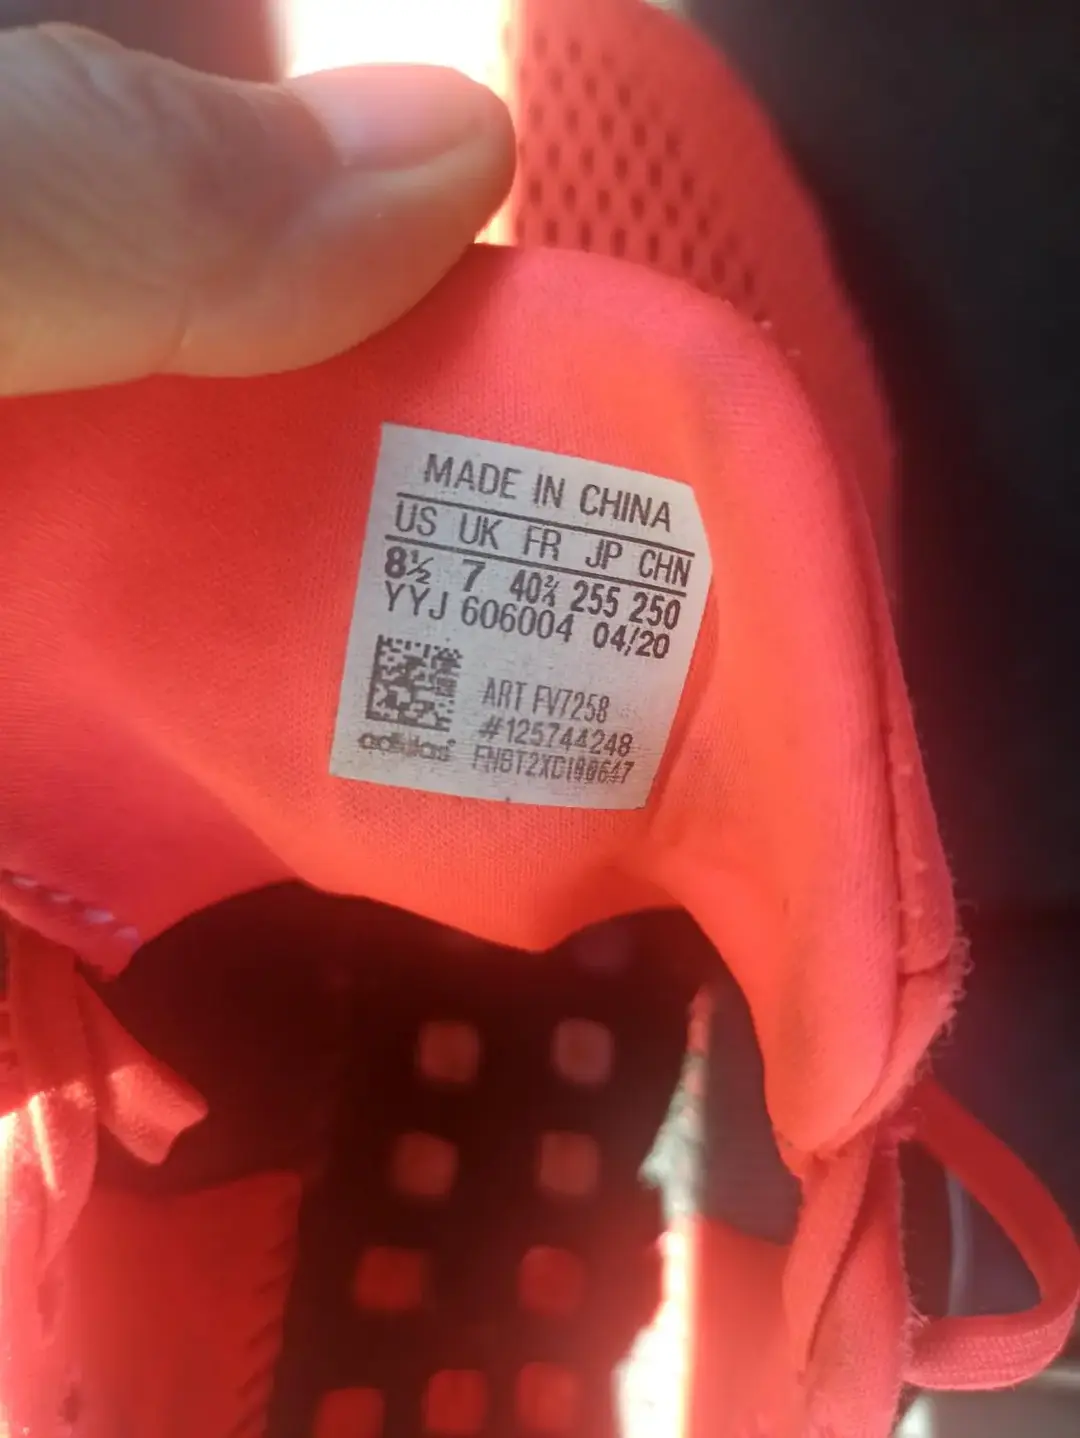 MADE IN CHINA
US UK FR JP CHN
8½ 7 40⅔ 255 250
YYJ 606004 04/20
ART FV7258
#125744248
adidas